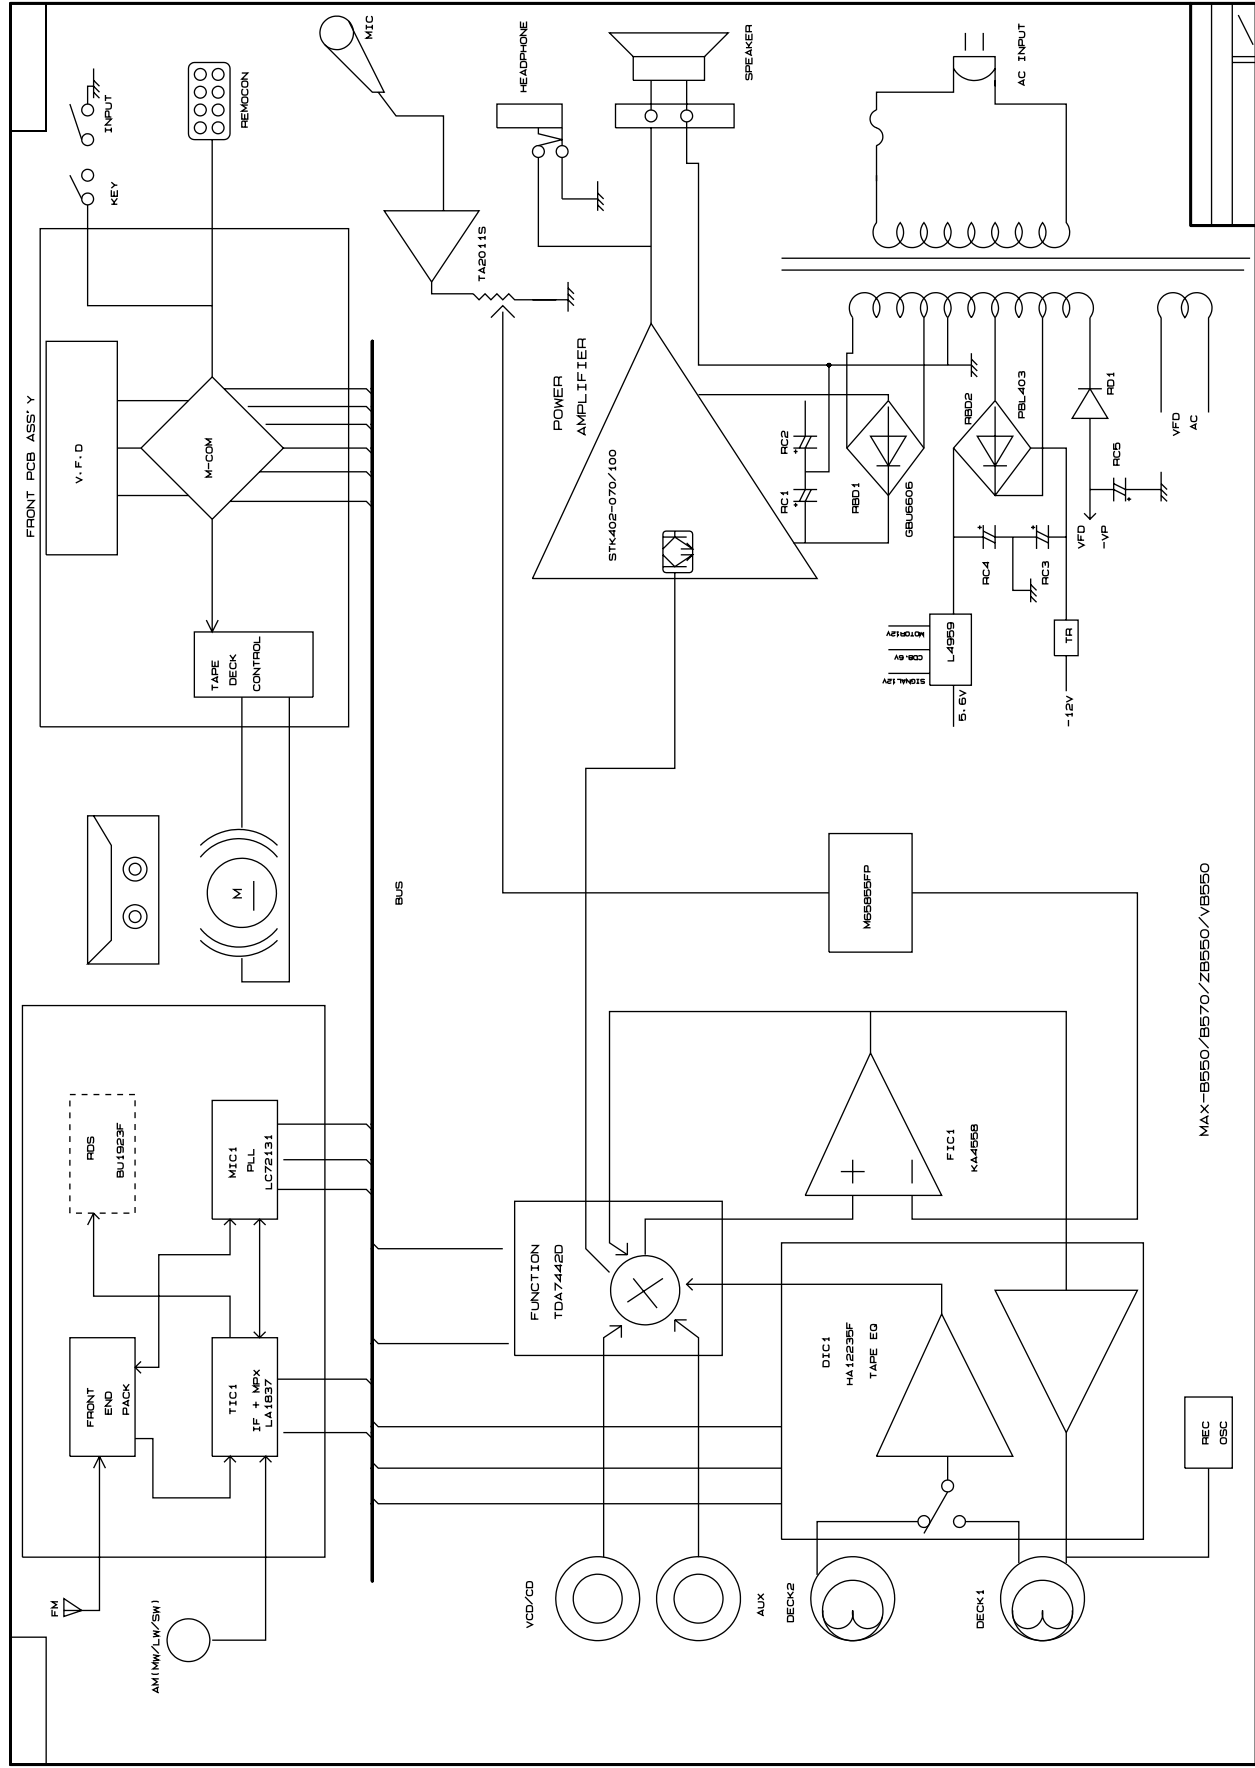 FM
AM(MW/LW/SW)
FRONT
END
PACK
RDS
BU1923F
TIC1
IF + MPX
LA1837
MIC1
PLL
LC72131
M
FRONT PCB ASS'Y
V.F.D
M-COM
TAPE
DECK
CONTROL
KEY
INPUT
REMOCON
MIC
BUS
TA2011S
HEADPHONE
SPEAKER
POWER
AMPLIFIER
STK402-070/100
VCD/CD
AUX
FUNCTION
TDA7442D
DECK2
DECK1
DIC1
HA12235F
TAPE EQ
FIC1
KA4558
M65855FP
REC
OSC
AC INPUT
RC2
RC1
RBD1
GBU6606
RBD2
PBL403
RD1
RC5
VFD
AC
VFD
-VP
RC4
RC3
MOTOR12V
CD8.6V
SIGNAL12V
L4959
5.6V
TR
-12V
MAX-B550/B570/ZB550/VB550